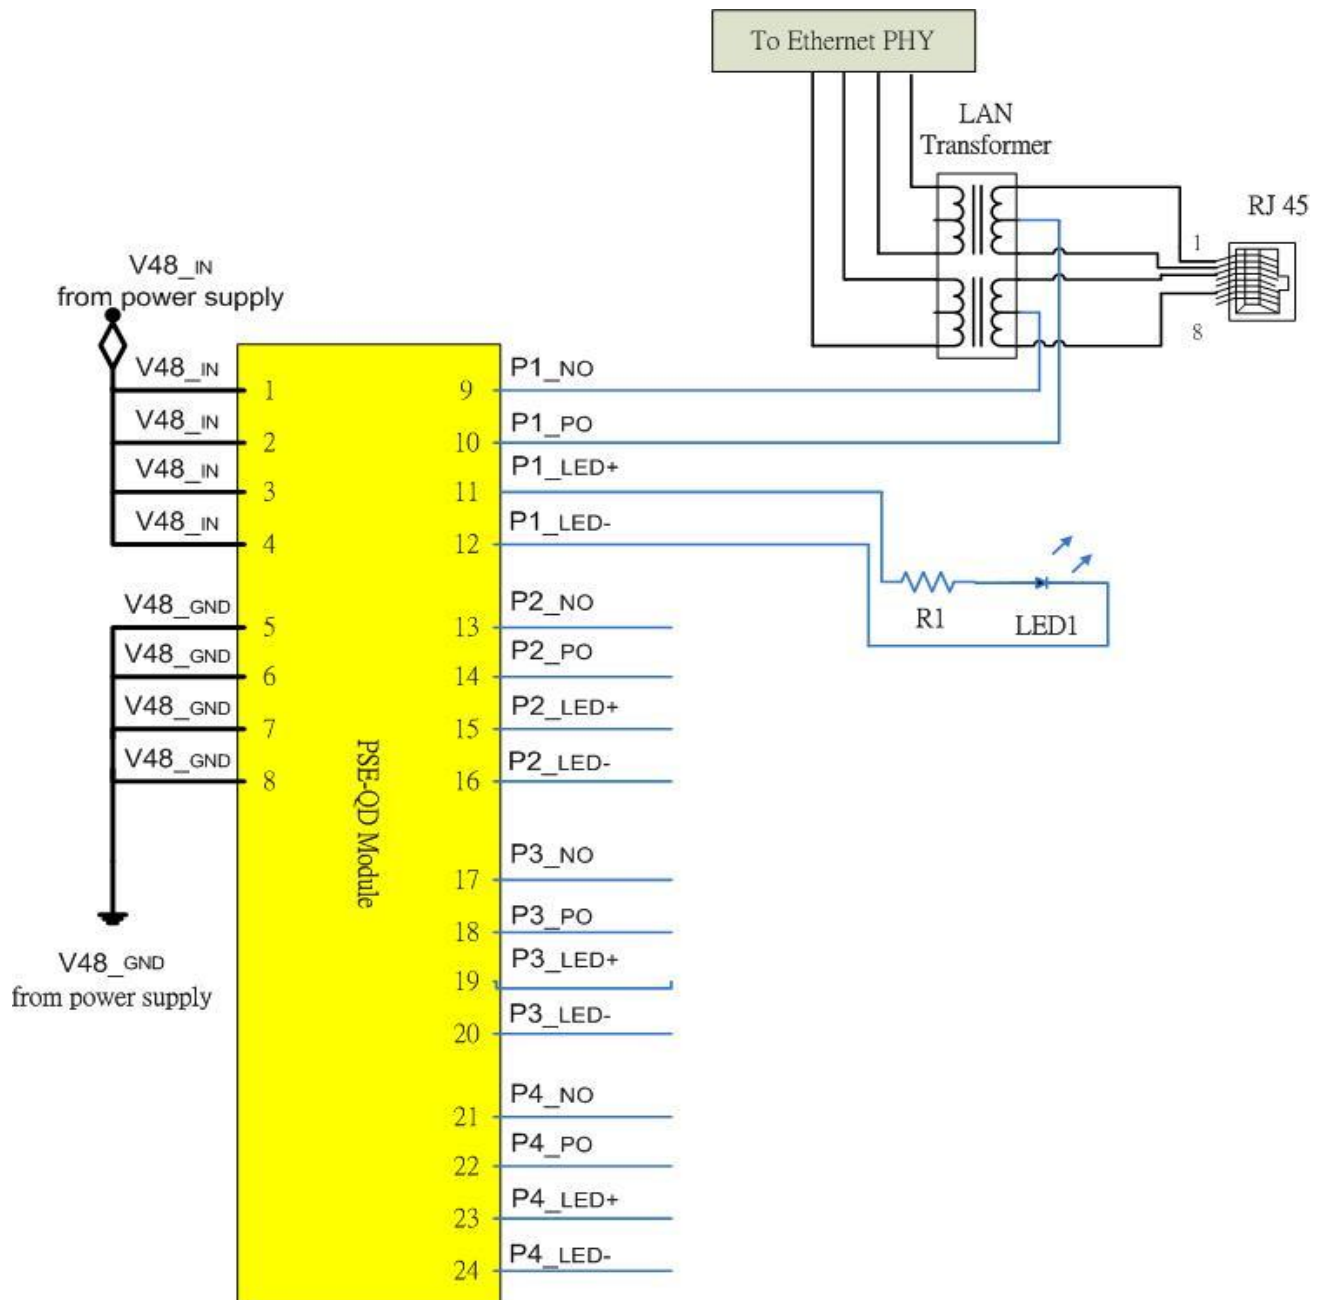 To Ethernet PHY
LAN
Transformer
RJ 45
1
8
V48_IN
from power supply
V48_IN
1
V48_IN
2
V48_IN
3
V48_IN
4
V48_GND
5
V48_GND
6
V48_GND
7
V48_GND
8
V48_GND
from power supply
PSE-QD Module
P1_NO
9
P1_PO
10
P1_LED+
11
P1_LED-
12
R1
LED1
P2_NO
13
P2_PO
14
P2_LED+
15
P2_LED-
16
P3_NO
17
P3_PO
18
P3_LED+
19
P3_LED-
20
P4_NO
21
P4_PO
22
P4_LED+
23
P4_LED-
24